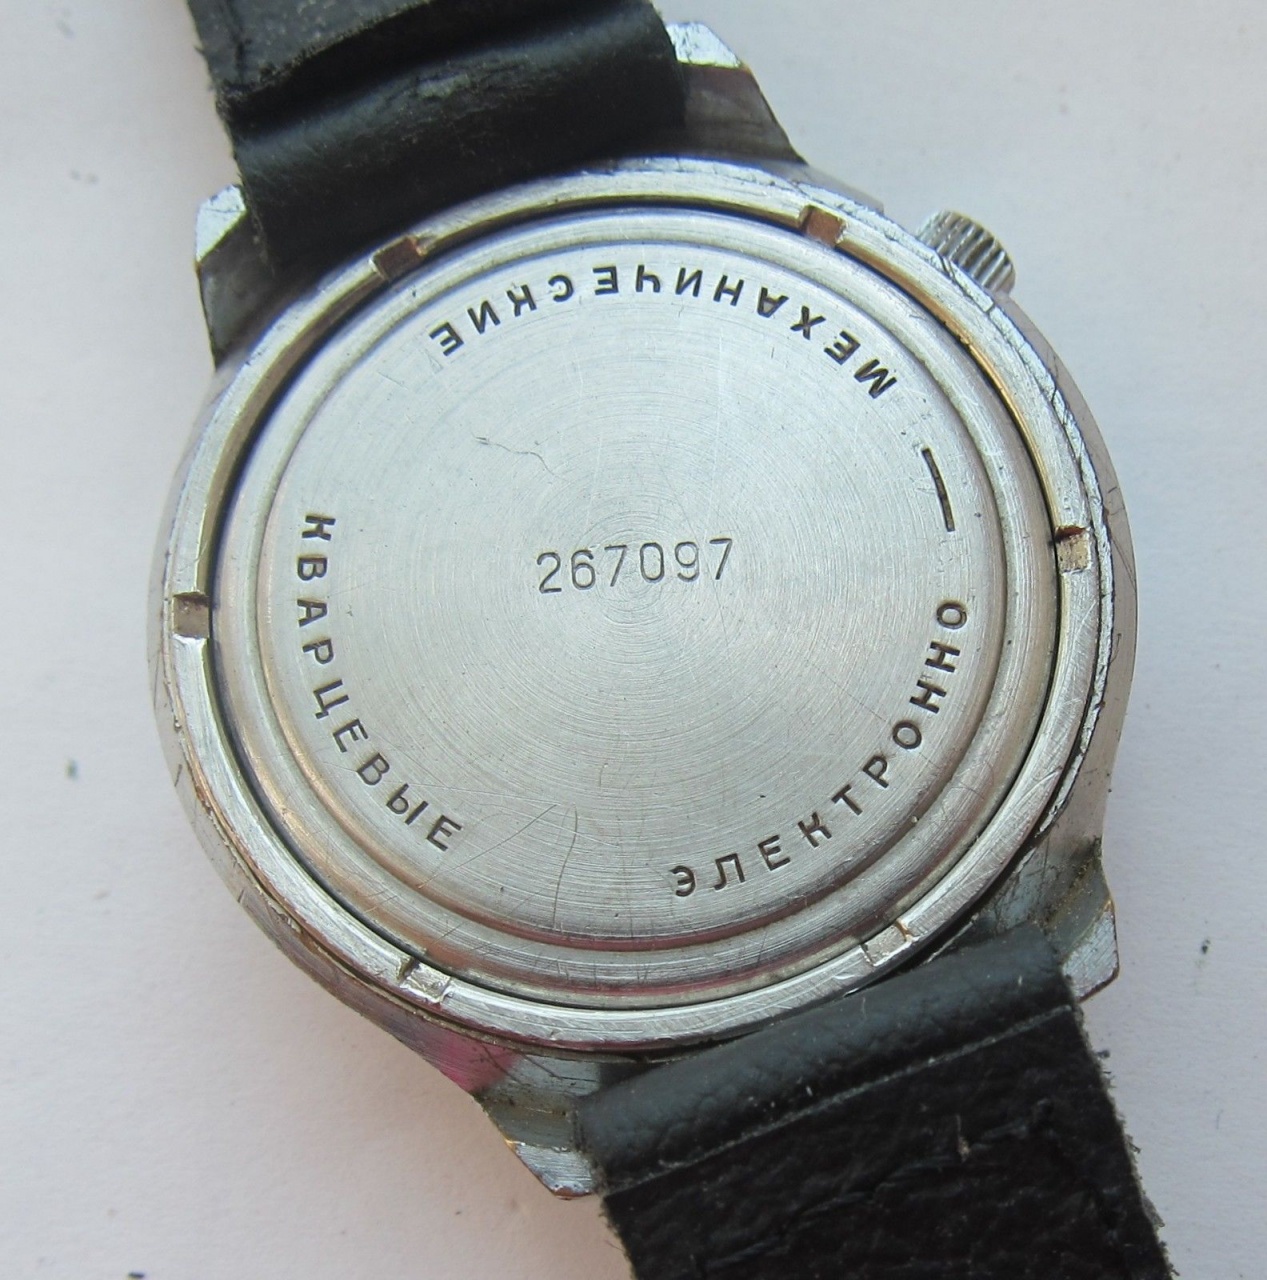 ЭЛЕКТРОННО — МЕХАНИЧЕСКИЕ
КВАРЦЕВЫЕ
267097